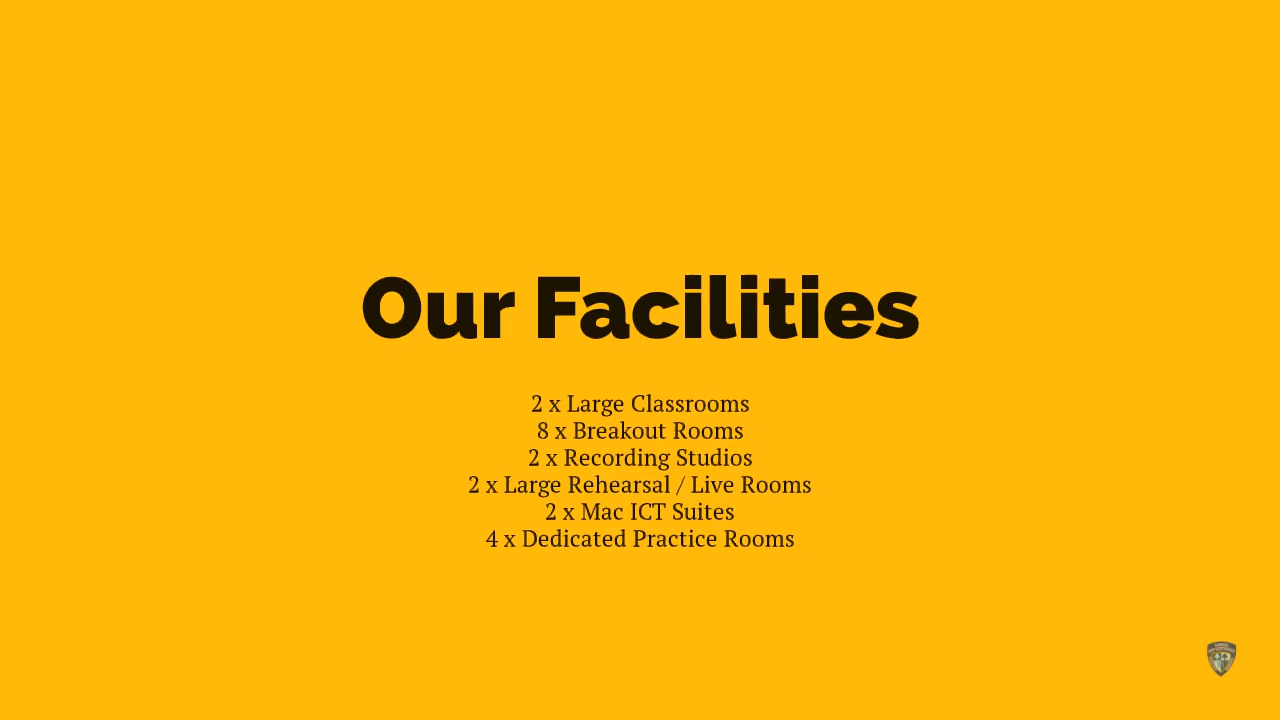 Our Facilities
2 x Large Classrooms
8 x Breakout Rooms
2 x Recording Studios
2 x Large Rehearsal / Live Rooms
2 x Mac ICT Suites
4 x Dedicated Practice Rooms